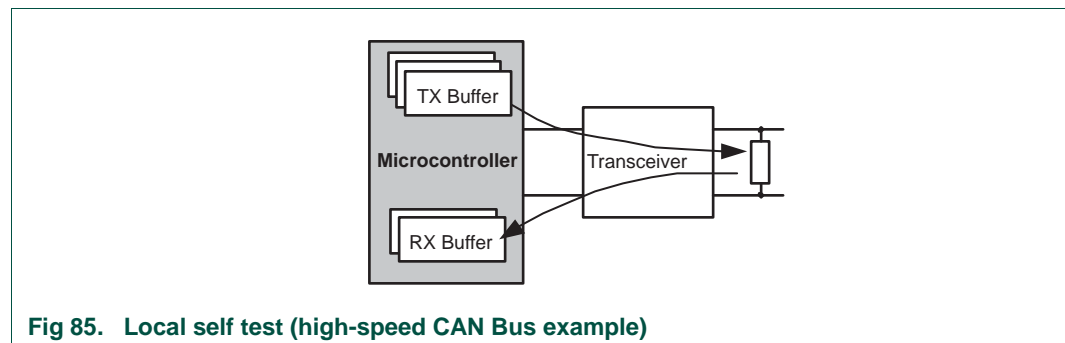 TX Buffer
Microcontroller
Transceiver
RX Buffer
Fig 85. Local self test (high-speed CAN Bus example)